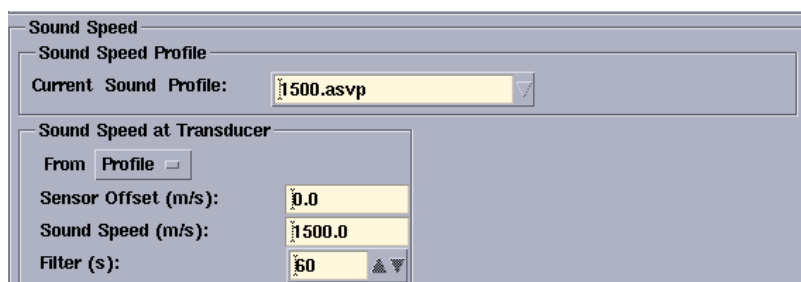 Sound Speed
Sound Speed Profile
Current Sound Profile: 1500.asvp
Sound Speed at Transducer
From Profile
Sensor Offset (m/s): 0.0
Sound Speed (m/s): 1500.0
Filter (s): 60